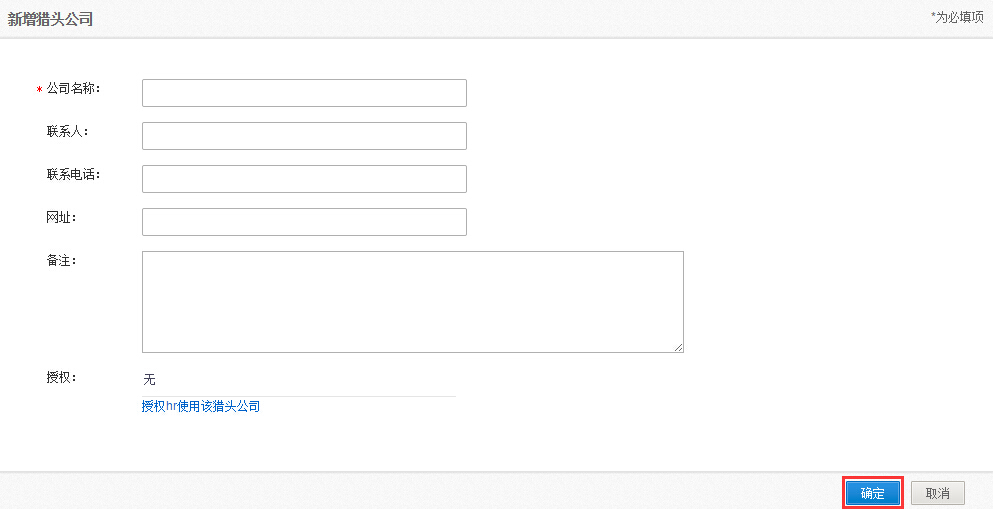 新增猎头公司
*为必填项
* 公司名称：
联系人：
联系电话：
网址：
备注：
授权：
无
授权hr使用该猎头公司
确定
取消